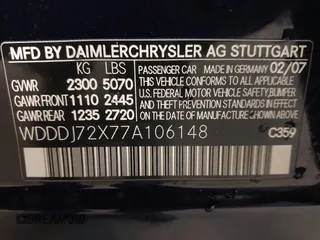 MFD BY DAIMLERCHRYSLER AG STUTTGART
KG LBS
GVWR 2300 5070
GAWR FRONT 1110 2445
GAWR REAR 1235 2720
PASSENGER CAR MADE IN GERMANY 02/07
THIS VEHICLE CONFORMS TO ALL APPLICABLE
U.S. FEDERAL MOTOR VEHICLE SAFETY, BUMPER,
AND THEFT PREVENTION STANDARDS IN EFFECT
ON THE DATE OF MANUFACTURE SHOWN ABOVE.
WDDDJ72X77A106148
C359
DREAMBID.IO